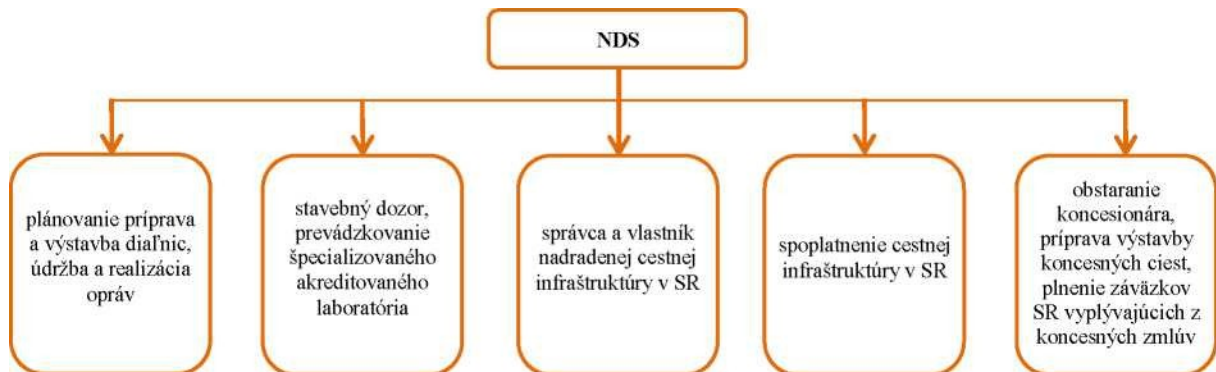 NDS
plánovanie príprava
a výstavba diaľnic,
údržba a realizácia
opráv
stavebný dozor,
prevádzkovanie
špecializovaného
akreditovaného
laboratória
správca a vlastník
nadradenej cestnej
infraštruktúry v SR
spoplatnenie cestnej
infraštruktúry v SR
obstaranie
koncesionára,
príprava výstavby
koncesných ciest,
plnenie záväzkov
SR vyplývajúcich z
koncesných zmlúv